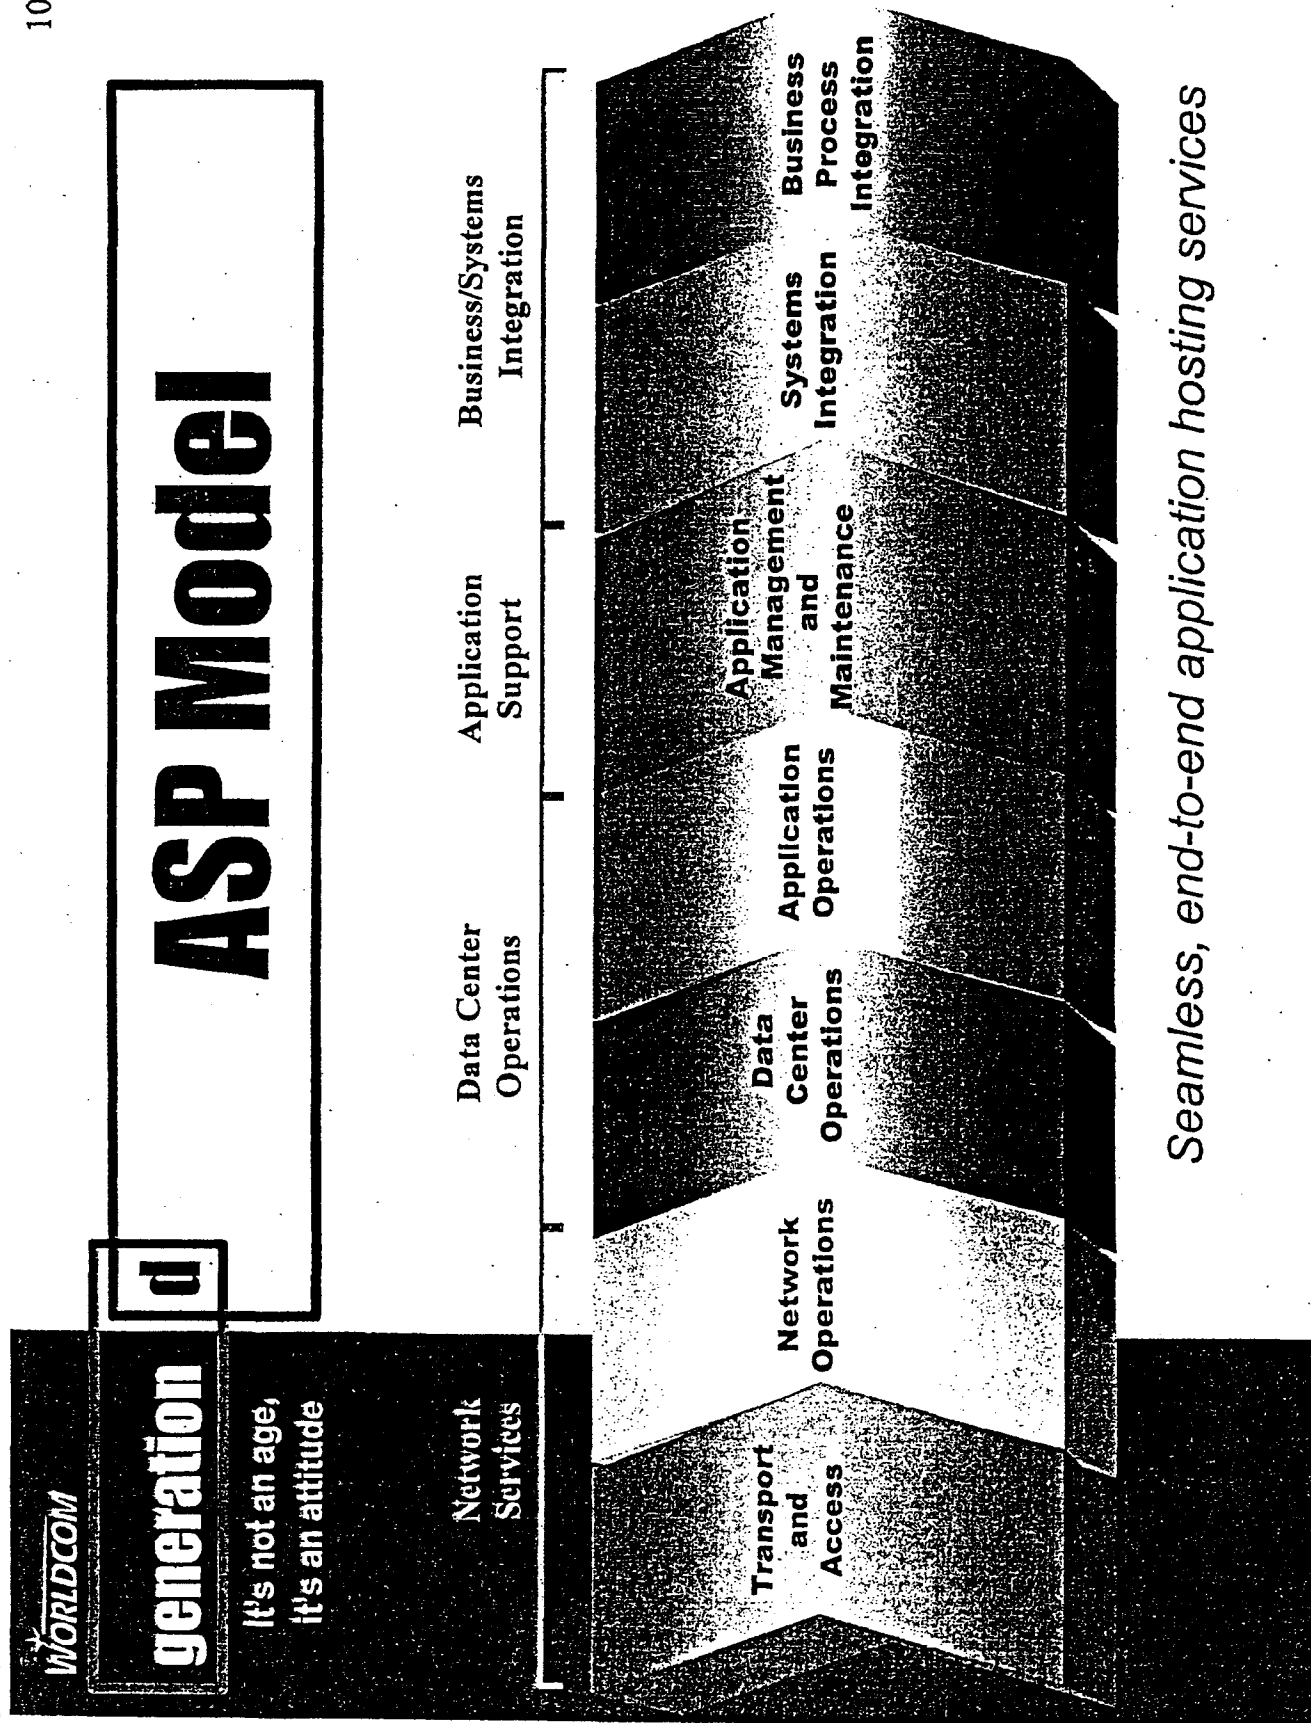 10
WORLDCOM
generation d
It's not an age,
it's an attitude
ASP Model
Network
Services
Data Center
Operations
Application
Support
Business/Systems
Integration
Transport
and
Access
Network
Operations
Data
Center
Operations
Application
Operations
Application
Management
and
Maintenance
Systems
Integration
Business
Process
Integration
Seamless, end-to-end application hosting services